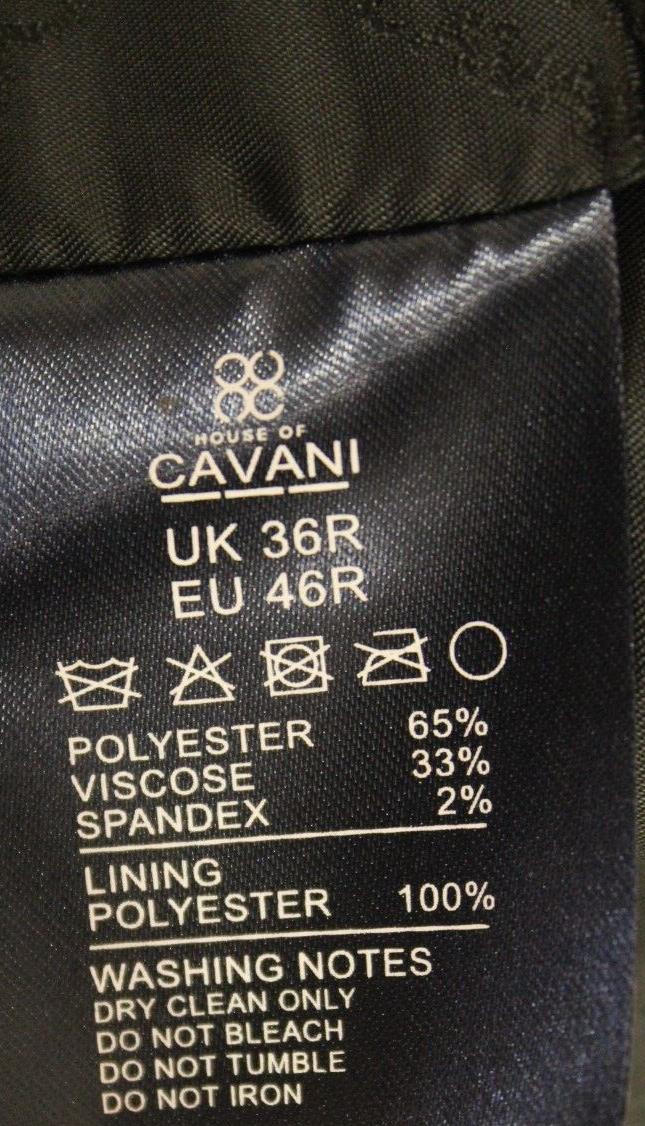 HOUSE OF
CAVANI
UK 36R
EU 46R
POLYESTER 65%
VISCOSE 33%
SPANDEX 2%
LINING
POLYESTER 100%
WASHING NOTES
DRY CLEAN ONLY
DO NOT BLEACH
DO NOT TUMBLE
DO NOT IRON